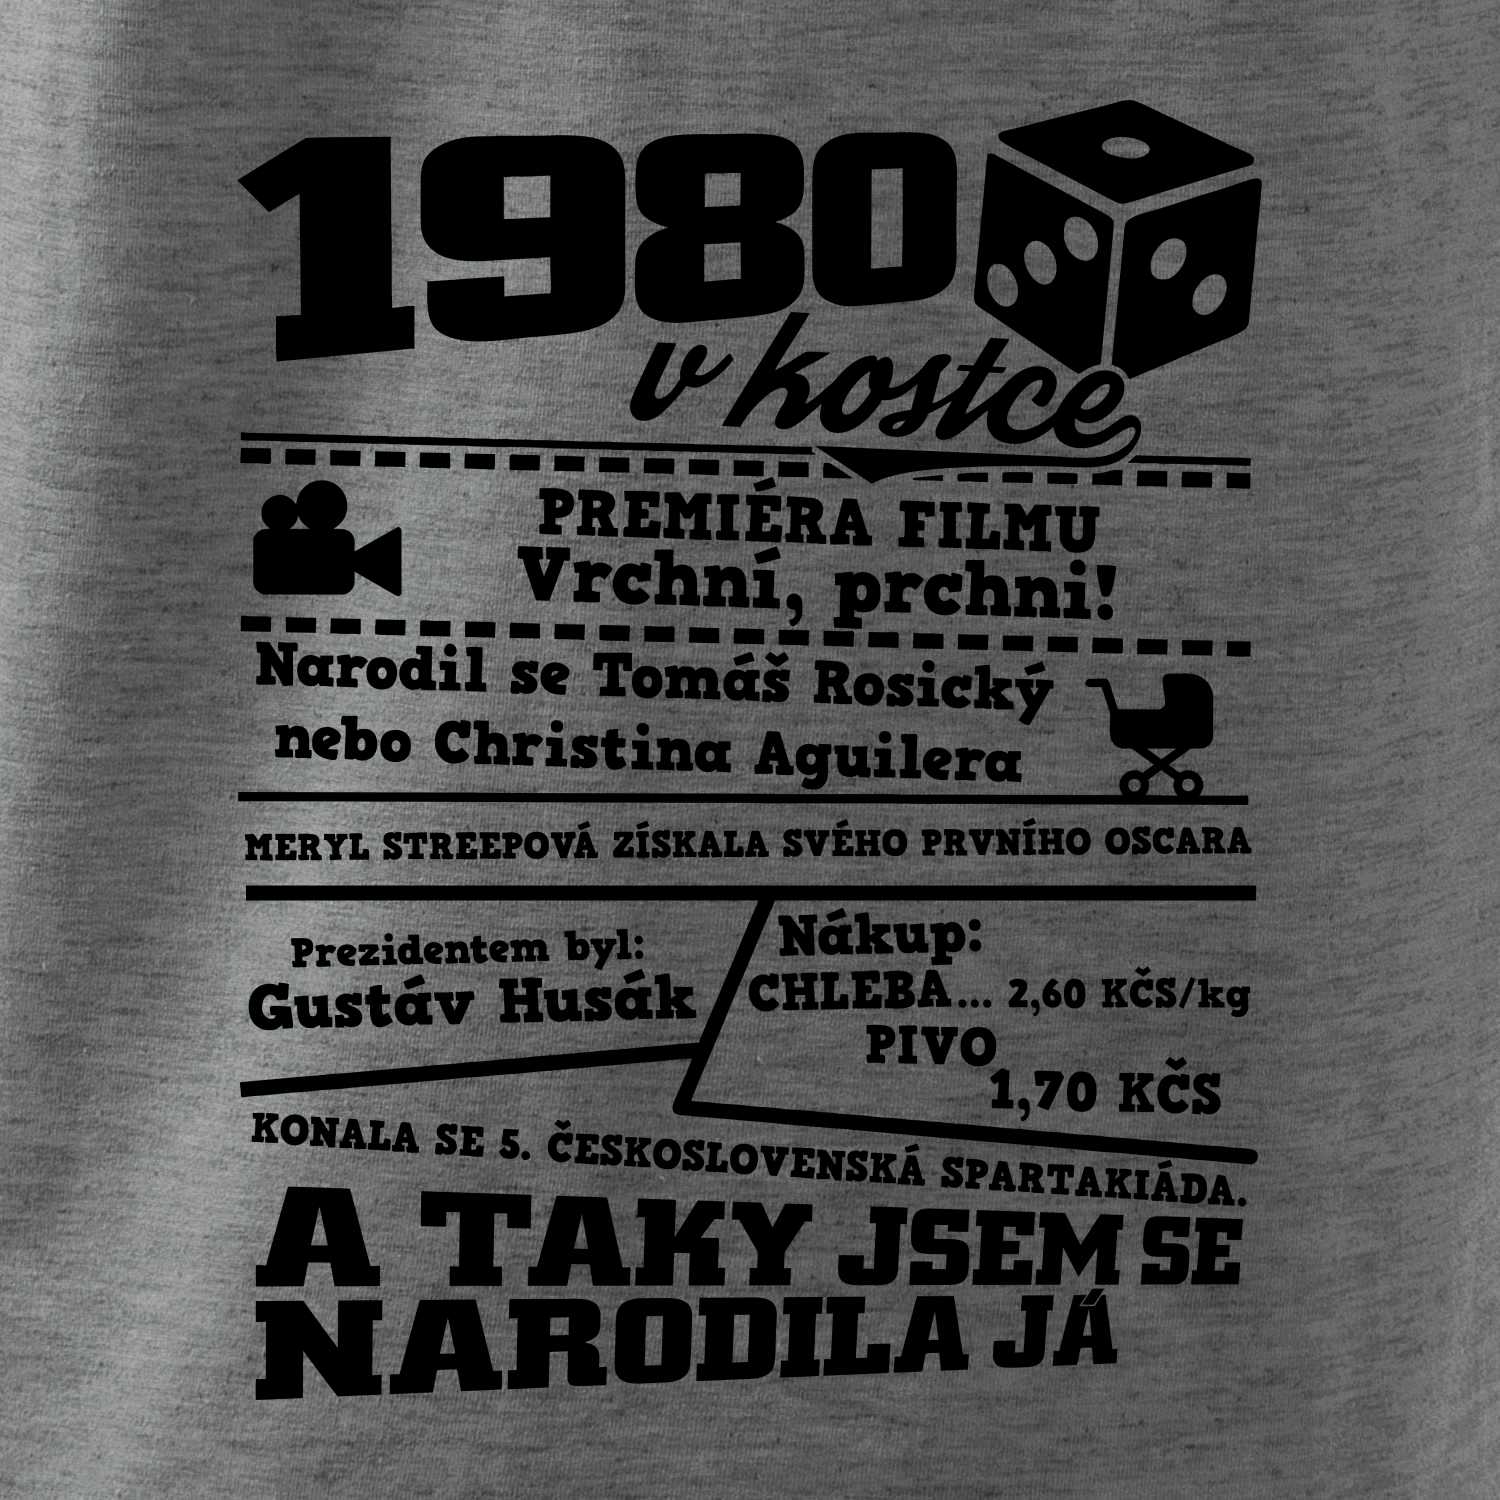 1980
v kostce
PREMIÉRA FILMU
Vrchní, prchni!
Narodil se Tomáš Rosický
nebo Christina Aguilera
MERYL STREEPOVÁ ZÍSKALA SVÉHO PRVNÍHO OSCARA
Prezidentem byl:
Gustáv Husák
Nákup:
CHLEBA... 2,60 KČS/kg
PIVO
1,70 KČS
KONALA SE 5. ČESKOSLOVENSKÁ SPARTAKIÁDA.
A TAKY JSEM SE
NARODILA JÁ